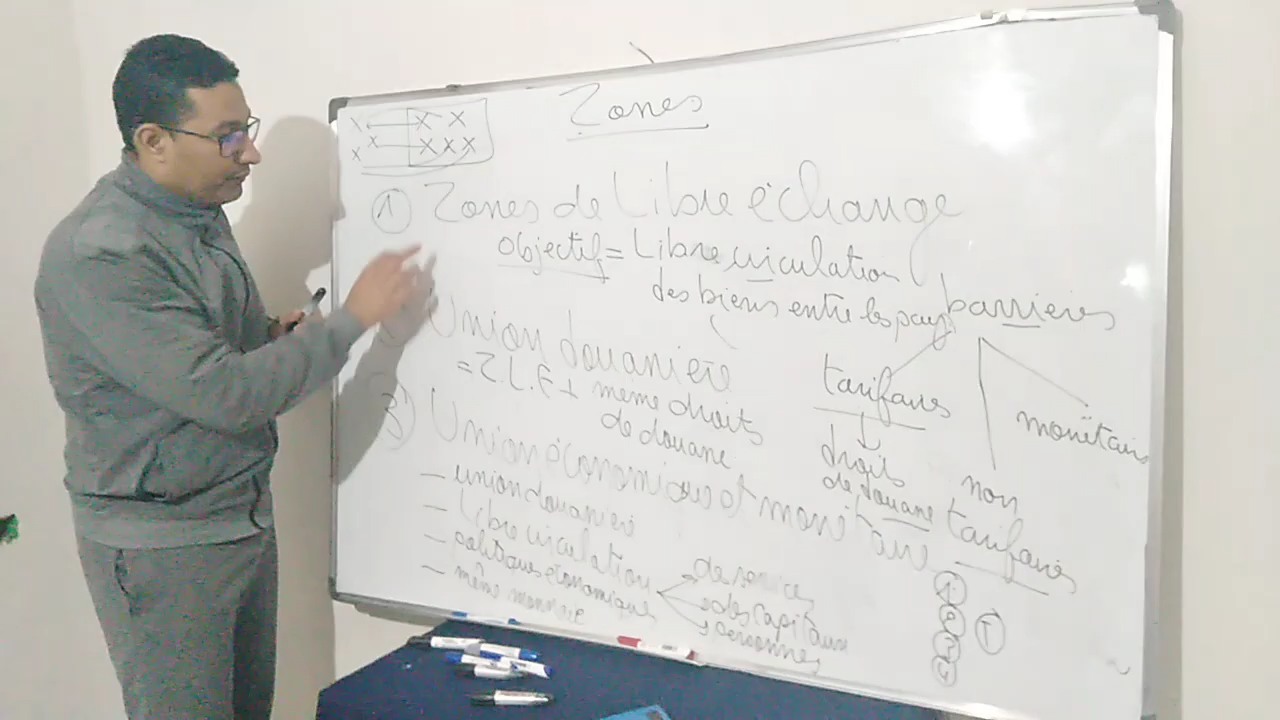 Zones
① Zones de Libre échange
objectif = Libre circulation
des biens entre les pays
barrieres
tarifaires
droits
de douane
non
tarifaires
monétaires
Union douanière
= Z.L.E +
même droits
de douane
3) Union économique et monétaire
– union douanière
– Libre circulation
de services
des capitaux
personnes
– politiques économiques
– même monnaie